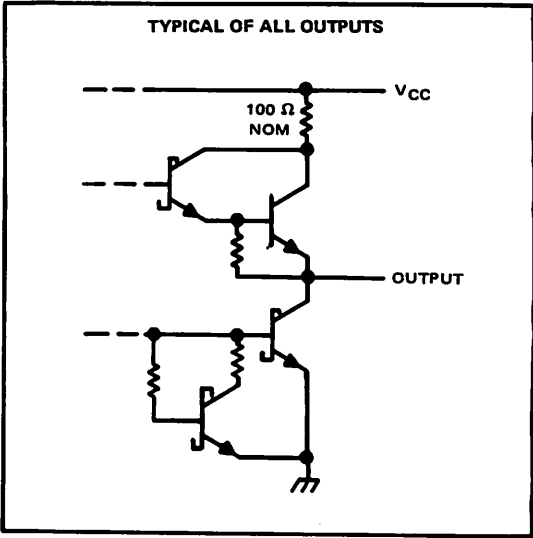 TYPICAL OF ALL OUTPUTS
VCC
100 Ω
NOM
OUTPUT